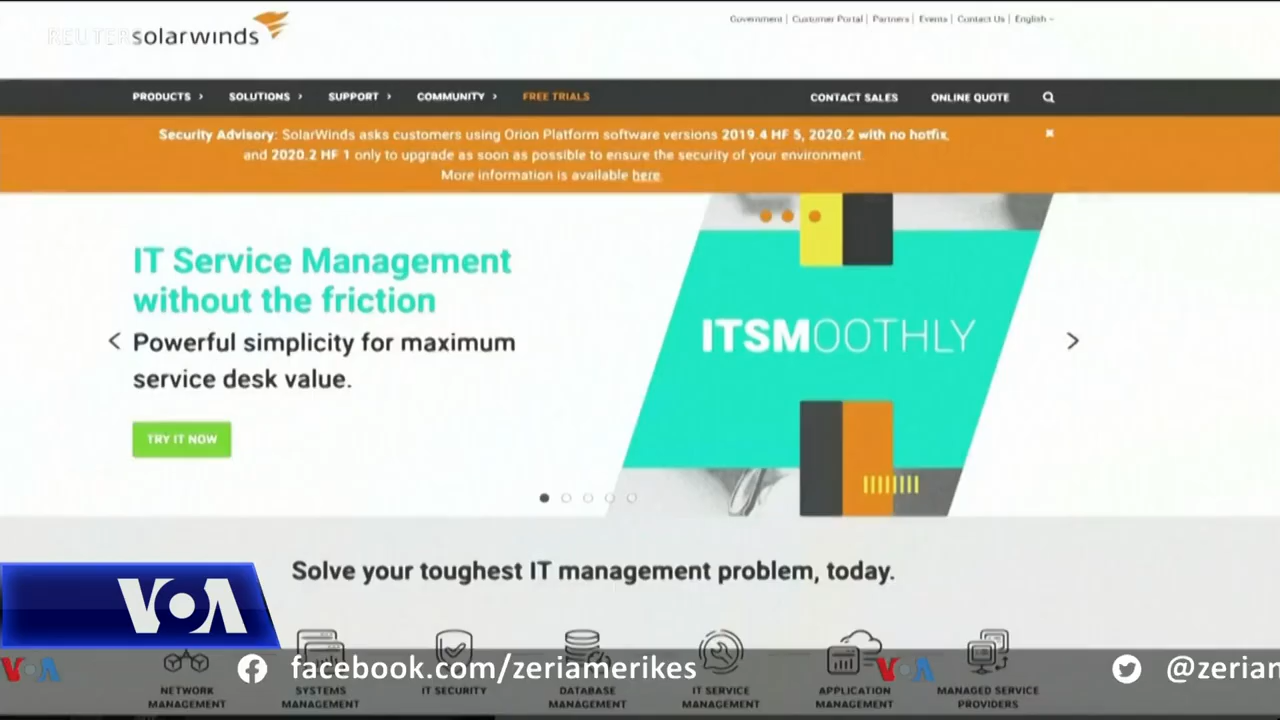 Government | Customer Portal | Partners | Events | Contact Us | English
REUTERS
solarwinds
PRODUCTS
SOLUTIONS
SUPPORT
COMMUNITY
FREE TRIALS
CONTACT SALES
ONLINE QUOTE
Security Advisory: SolarWinds asks customers using Orion Platform software versions 2019.4 HF 5, 2020.2 with no hotfix,
and 2020.2 HF 1 only to upgrade as soon as possible to ensure the security of your environment.
More information is available here.
IT Service Management
without the friction
Powerful simplicity for maximum
service desk value.
TRY IT NOW
ITSMOOTHLY
Solve your toughest IT management problem, today.
VOA
VOA
facebook.com/zeriamerikes
VOA
@zeriam
NETWORK
MANAGEMENT
SYSTEMS
MANAGEMENT
IT SECURITY
DATABASE
MANAGEMENT
IT SERVICE
MANAGEMENT
APPLICATION
MANAGEMENT
MANAGED SERVICE
PROVIDERS